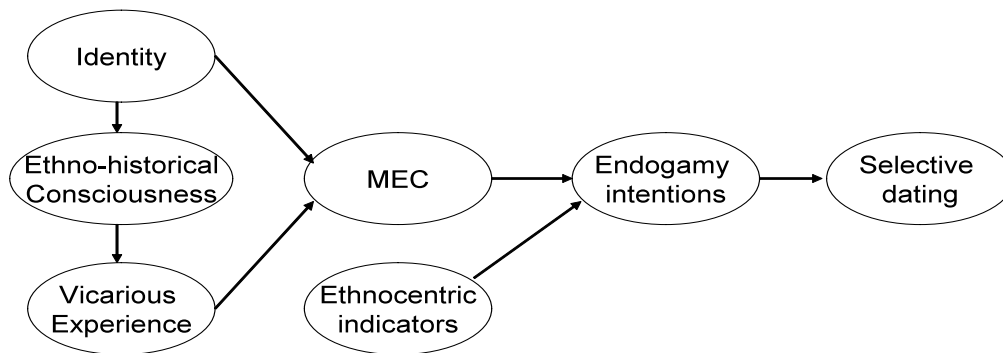 Identity
Ethno-historical
Consciousness
Vicarious
Experience
MEC
Ethnocentric
indicators
Endogamy
intentions
Selective
dating